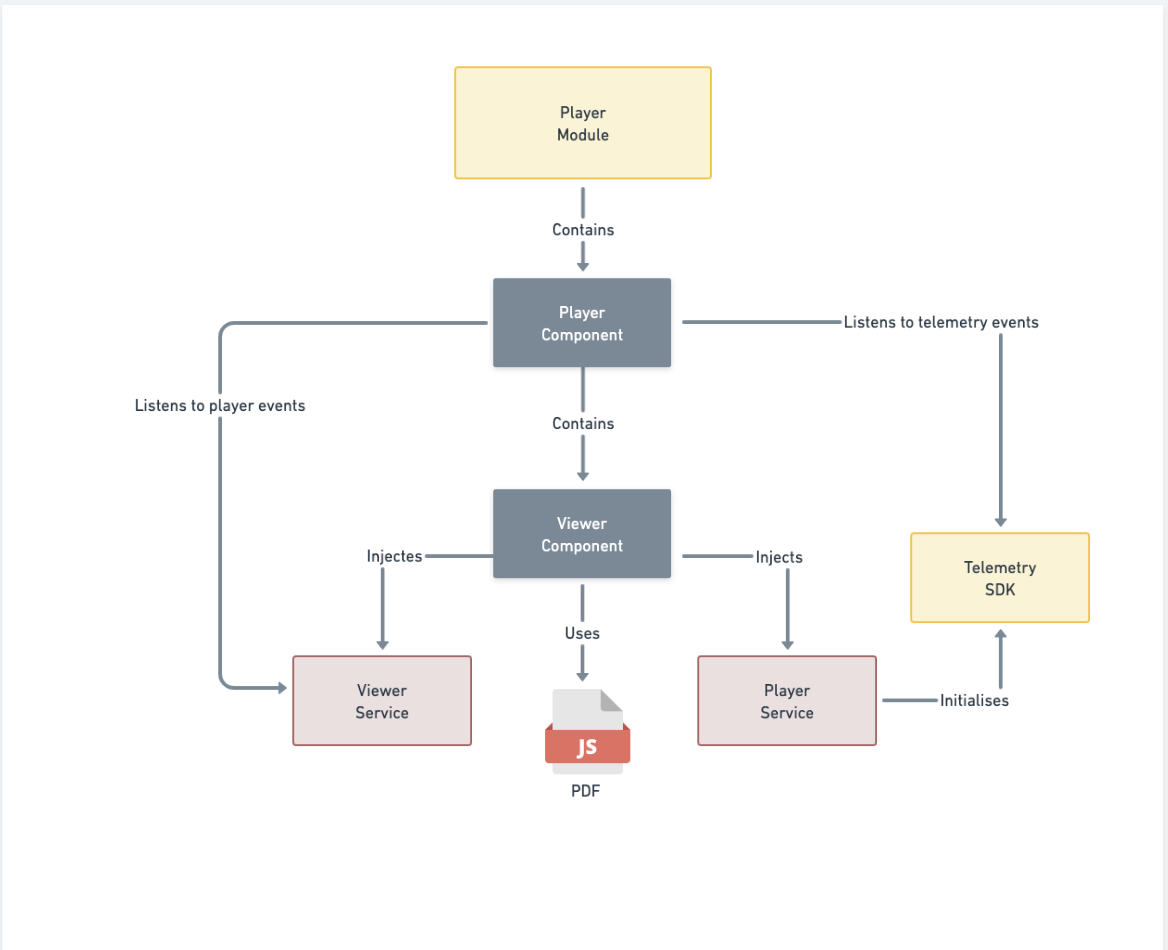 Player
Module
Contains
Player
Component
Listens to telemetry events
Listens to player events
Contains
Viewer
Component
Injectes
Injects
Telemetry
SDK
Uses
Viewer
Service
Player
Service
Initialises
JS
PDF